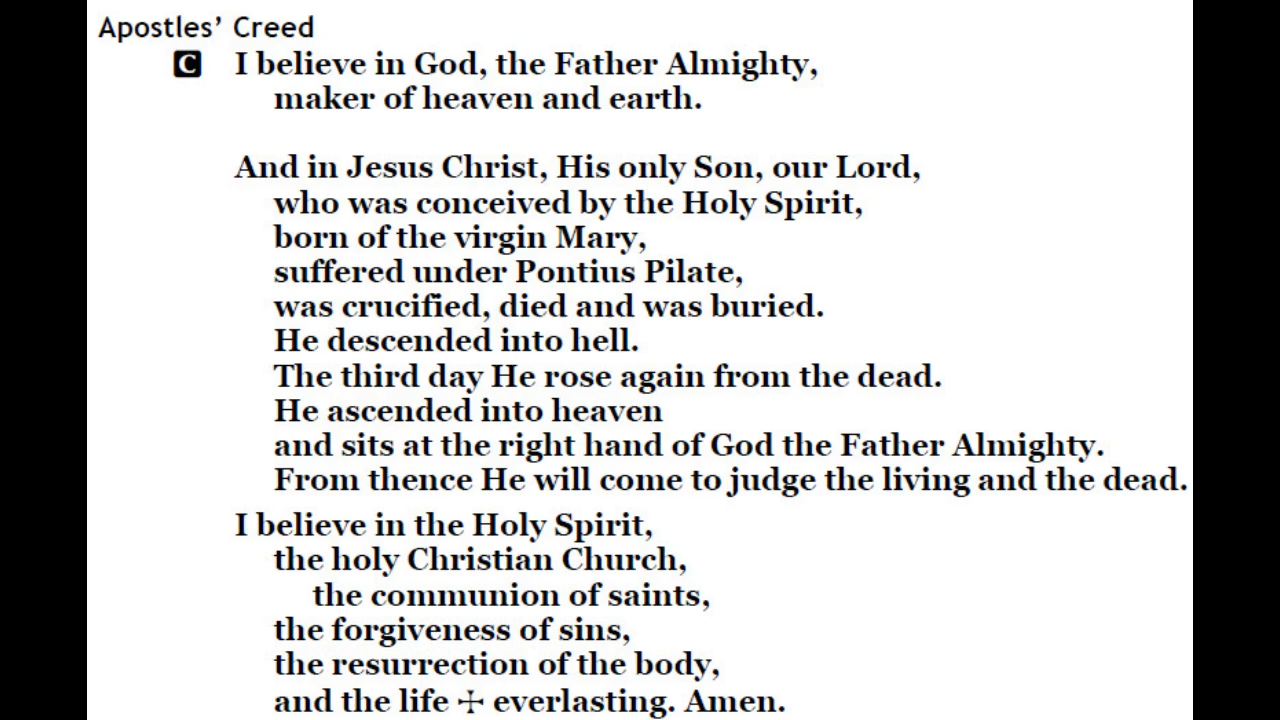 Apostles’ Creed
C I believe in God, the Father Almighty,
maker of heaven and earth.
And in Jesus Christ, His only Son, our Lord,
who was conceived by the Holy Spirit,
born of the virgin Mary,
suffered under Pontius Pilate,
was crucified, died and was buried.
He descended into hell.
The third day He rose again from the dead.
He ascended into heaven
and sits at the right hand of God the Father Almighty.
From thence He will come to judge the living and the dead.
I believe in the Holy Spirit,
the holy Christian Church,
the communion of saints,
the forgiveness of sins,
the resurrection of the body,
and the life ☩ everlasting. Amen.